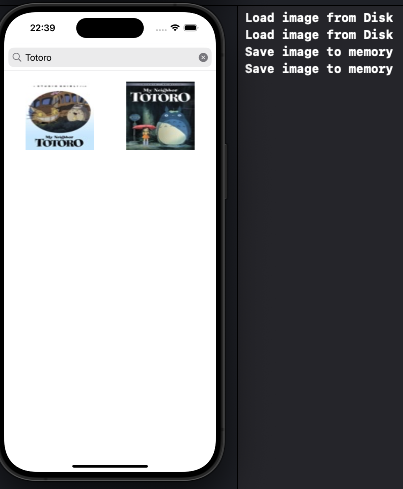 22:39
Totoro
My Neighbor
TOTORO
My Neighbor
TOTORO
Load image from Disk
Load image from Disk
Save image to memory
Save image to memory